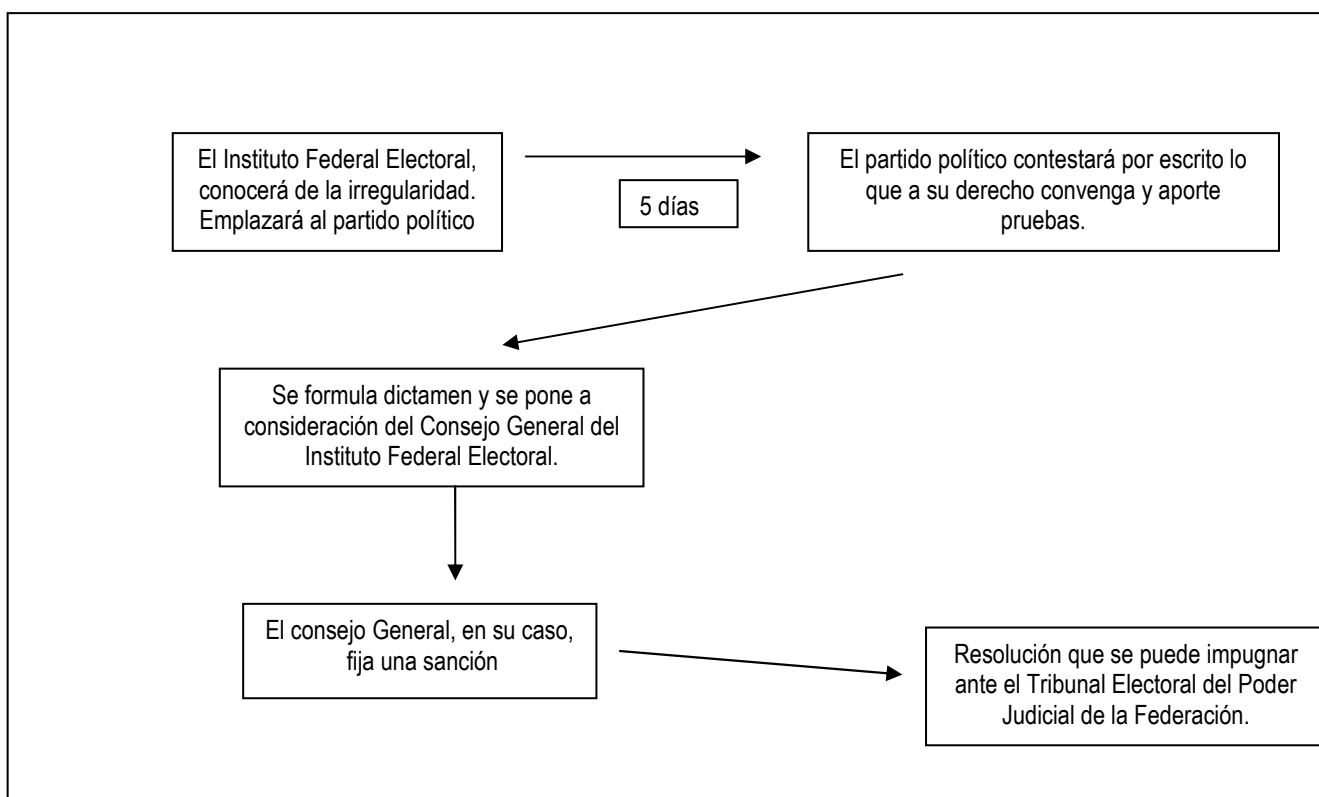 El Instituto Federal Electoral,
conocerá de la irregularidad.
Emplazará al partido político
5 días
El partido político contestará por escrito lo
que a su derecho convenga y aporte
pruebas.
Se formula dictamen y se pone a
consideración del Consejo General del
Instituto Federal Electoral.
El consejo General, en su caso,
fija una sanción
Resolución que se puede impugnar
ante el Tribunal Electoral del Poder
Judicial de la Federación.